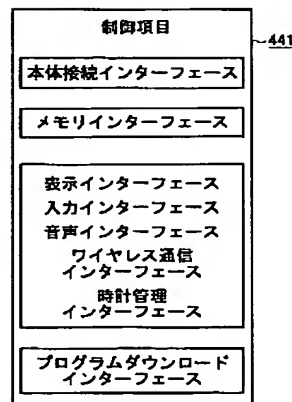 制御項目
441
本体接続インターフェース
メモリインターフェース
表示インターフェース
入力インターフェース
音声インターフェース
ワイヤレス通信
インターフェース
時計管理
インターフェース
プログラムダウンロード
インターフェース